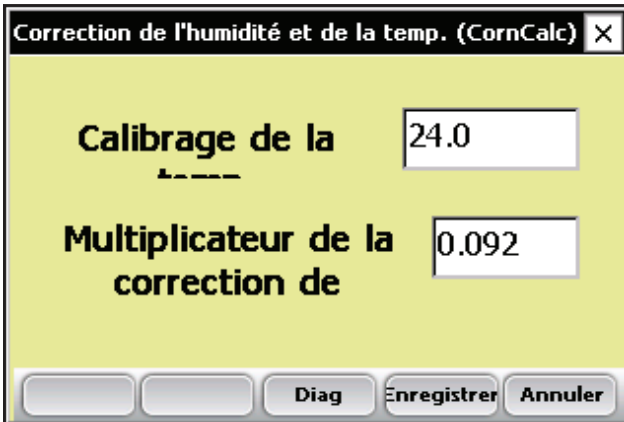 Correction de l'humidité et de la temp. (CornCalc)
Calibrage de la
24.0
Multiplicateur de la
correction de
0.092
Diag
Enregistrer
Annuler